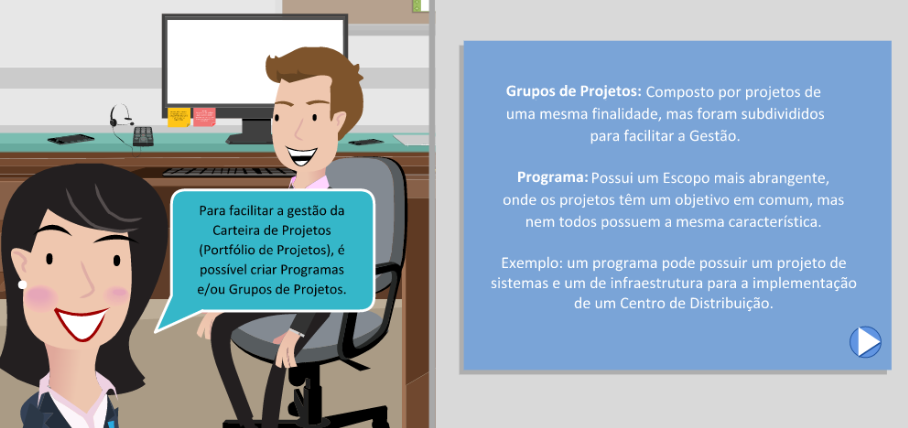 Para facilitar a gestão da
Carteira de Projetos
(Portfólio de Projetos), é
possível criar Programas
e/ou Grupos de Projetos.
Grupos de Projetos: Composto por projetos de
uma mesma finalidade, mas foram subdivididos
para facilitar a Gestão.
Programa: Possui um Escopo mais abrangente,
onde os projetos têm um objetivo em comum, mas
nem todos possuem a mesma característica.
Exemplo: um programa pode possuir um projeto de
sistemas e um de infraestrutura para a implementação
de um Centro de Distribuição.